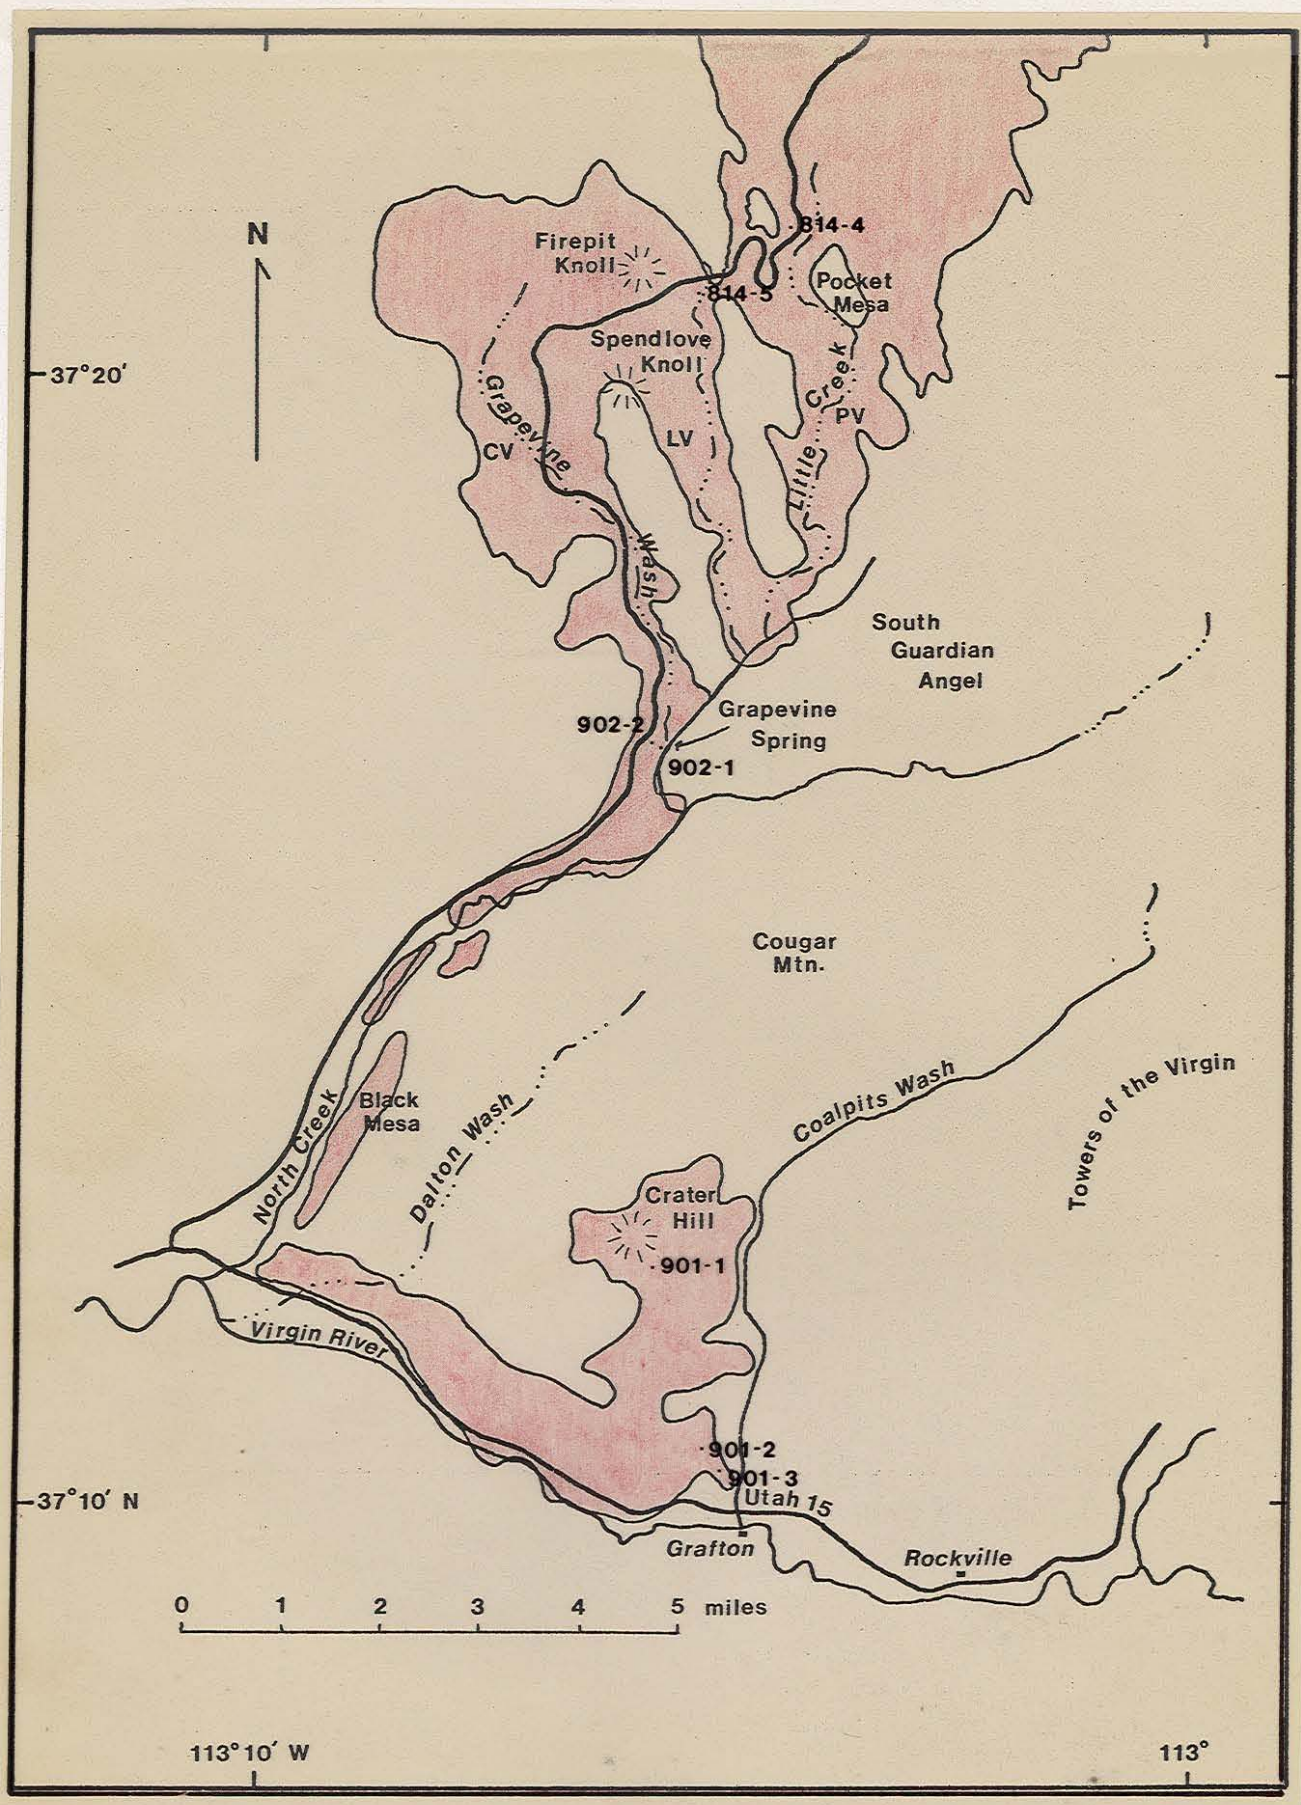 N
814-4
Firepit
Knoll
Pocket
Mesa
814-5
Spendlove
Knoll
37°20′
Little Creek
Grapevine Wash
PV
CV
LV
South
Guardian
Angel
902-2
Grapevine
Spring
902-1
Cougar
Mtn.
Coalpits Wash
Towers of the Virgin
Black
Mesa
North Creek
Dalton Wash
Crater
Hill
901-1
Virgin River
901-2
901-3
37°10′ N
Utah 15
Grafton
Rockville
0 1 2 3 4 5 miles
113°10′ W
113°